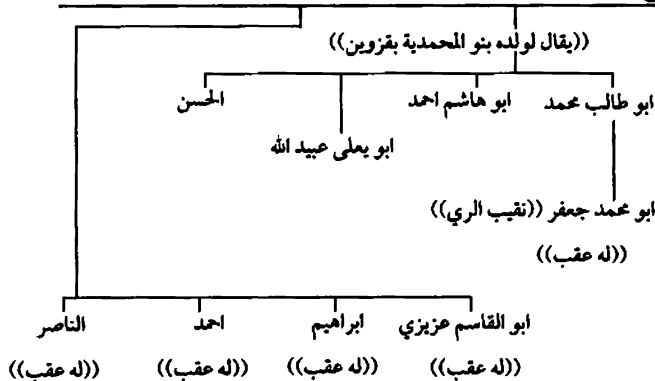 ((يقال لولده بنو المحمدية بقزوين))
ابو طالب محمد ابو هاشم احمد الحسن
ابو يعلى عبيد الله
ابو محمد جعفر ((نقيب الري))
((له عقب))
ابو القاسم عزيزي ابراهيم احمد الناصر
((له عقب)) ((له عقب)) ((له عقب)) ((له عقب))